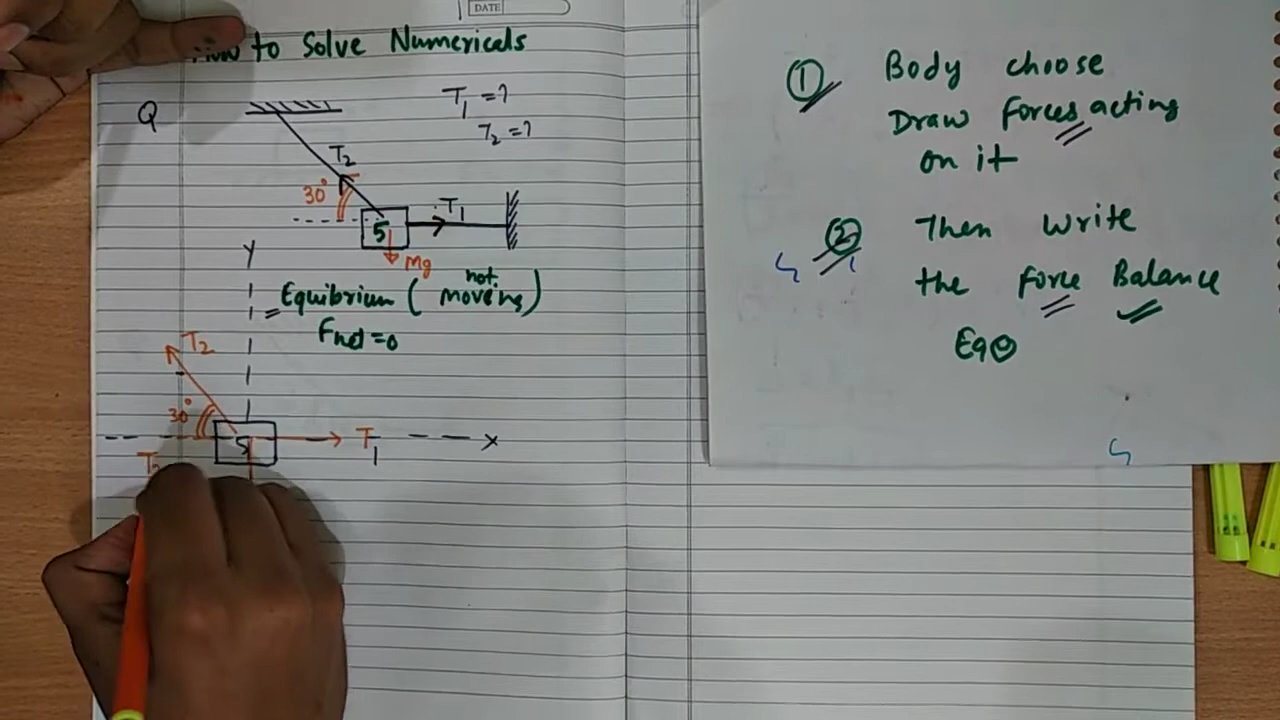 DATE
How to Solve Numericals
Q
T1 = ?
T2 = ?
T2
30°
T1
5
Mg
Y
Equibrium ( not moving )
Fnet = 0
T2
30°
5
T1
X
1
Body choose
Draw Forces acting
on it
2
Then Write
the Force Balance
Eq